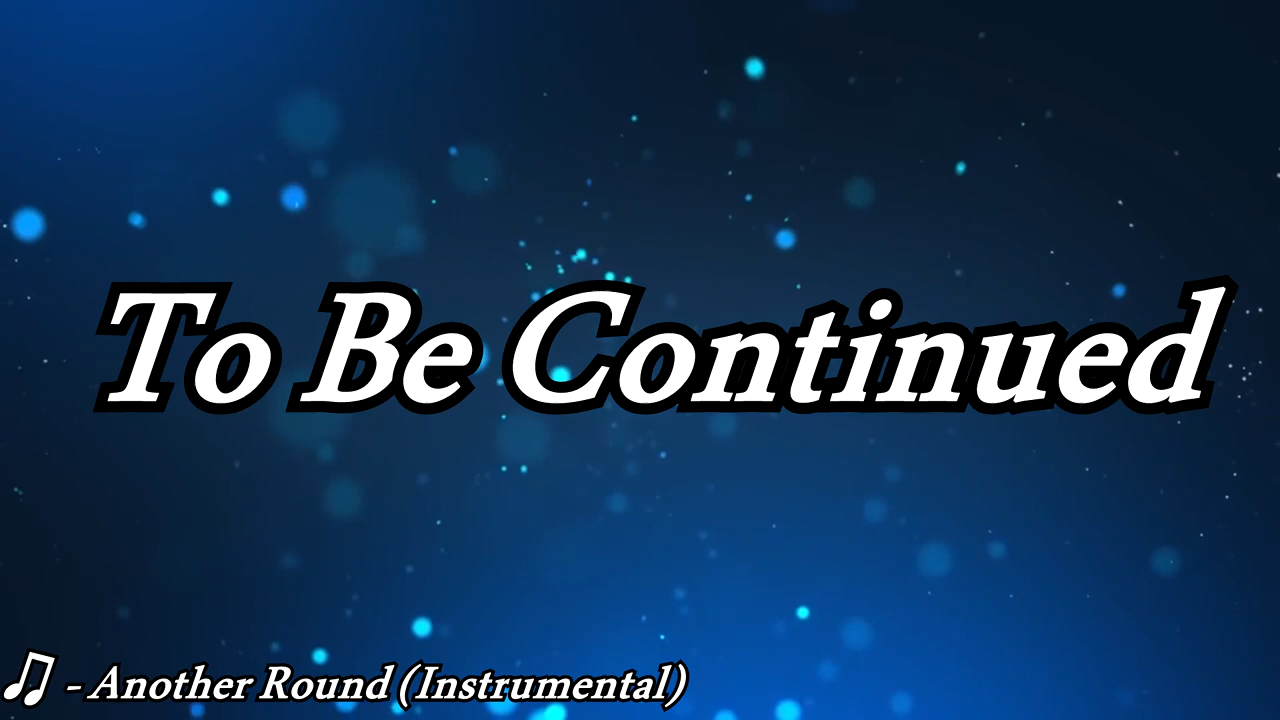 To Be Continued
♫ - Another Round (Instrumental)